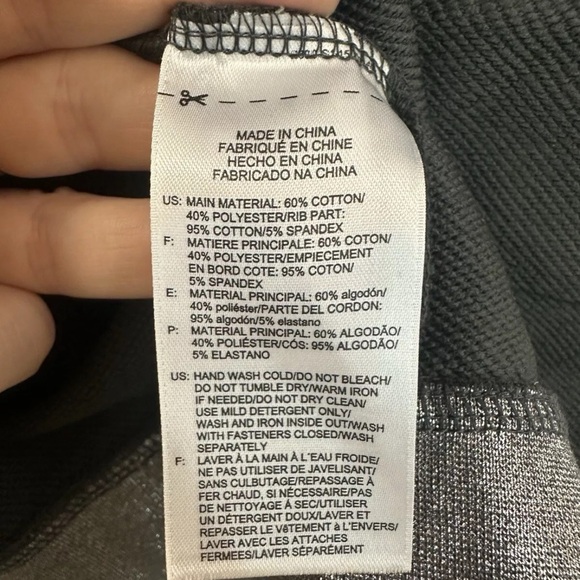 MADE IN CHINA
FABRIQUÉ EN CHINE
HECHO EN CHINA
FABRICADO NA CHINA
US: MAIN MATERIAL: 60% COTTON/
40% POLYESTER/RIB PART:
95% COTTON/5% SPANDEX
F: MATIERE PRINCIPALE: 60% COTON/
40% POLYESTER/EMPIECEMENT
EN BORD COTE: 95% COTON/
5% SPANDEX
E: MATERIAL PRINCIPAL: 60% algodón/
40% poliéster/PARTE DEL CORDON:
95% algodón/5% elastano
P: MATERIAL PRINCIPAL: 60% ALGODÃO/
40% POLIÉSTER/CÓS: 95% ALGODÃO/
5% ELASTANO
US: HAND WASH COLD/DO NOT BLEACH/
DO NOT TUMBLE DRY/WARM IRON
IF NEEDED/DO NOT DRY CLEAN/
USE MILD DETERGENT ONLY/
WASH AND IRON INSIDE OUT/WASH
WITH FASTENERS CLOSED/WASH
SEPARATELY
F: LAVER À LA MAIN À L'EAU FROIDE/
NE PAS UTILISER DE JAVELISANT/
SANS CULBUTAGE/REPASSAGE À
FER CHAUD, SI NÉCESSAIRE/PAS
DE NETTOYAGE À SEC/UTILISER
UN DÉTERGENT DOUX/LAVER ET
REPASSER LE VêTEMENT à L'ENVERS/
LAVER AVEC LES ATTACHES
FERMÉES/LAVER SÉPARÉMENT